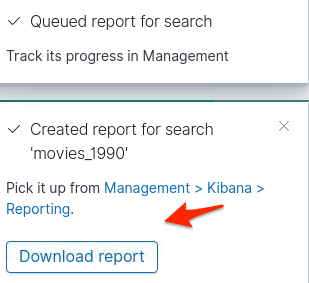 Queued report for search
Track its progress in Management
Created report for search
'movies_1990'
Pick it up from Management > Kibana >
Reporting.
Download report